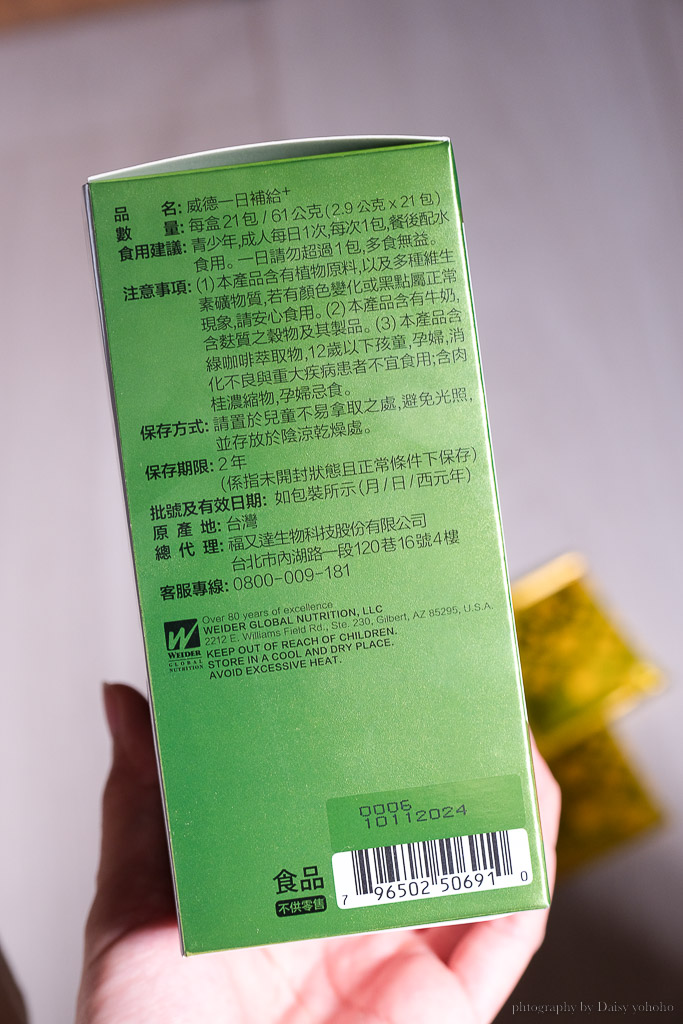 品　名: 威德一日補給+
數　量: 每盒21包 / 61公克(2.9 公克 x 21 包)
食用建議: 青少年,成人每日1次,每次1包,餐後配水
食用。一日請勿超過1包,多食無益。
注意事項: (1)本產品含有植物原料,以及多種維生
素礦物質,若有顏色變化或黑點屬正常
現象,請安心食用。(2)本產品含有牛奶,
含麩質之穀物及其製品。(3)本產品含
綠咖啡萃取物,12歲以下孩童,孕婦,消
化不良與重大疾病患者不宜食用;含肉
桂濃縮物,孕婦忌食。
保存方式: 請置於兒童不易拿取之處,避免光照,
並存放於陰涼乾燥處。
保存期限: 2年
(係指未開封狀態且正常條件下保存)
批號及有效日期: 如包裝所示(月/日/西元年)
原 產 地: 台灣
總 代 理: 福又達生物科技股份有限公司
台北市內湖路一段120巷16號4樓
客服專線: 0800-009-181
Over 80 years of excellence
WEIDER GLOBAL NUTRITION, LLC
2212 E. Williams Field Rd., Ste. 230, Gilbert, AZ 85295, U.S.A.
KEEP OUT OF REACH OF CHILDREN.
STORE IN A COOL AND DRY PLACE.
AVOID EXCESSIVE HEAT.
WEIDER
GLOBAL
NUTRITION
0006
10112024
食品
不供零售
7 96502 50691 0
phtography by Daisy yohoho